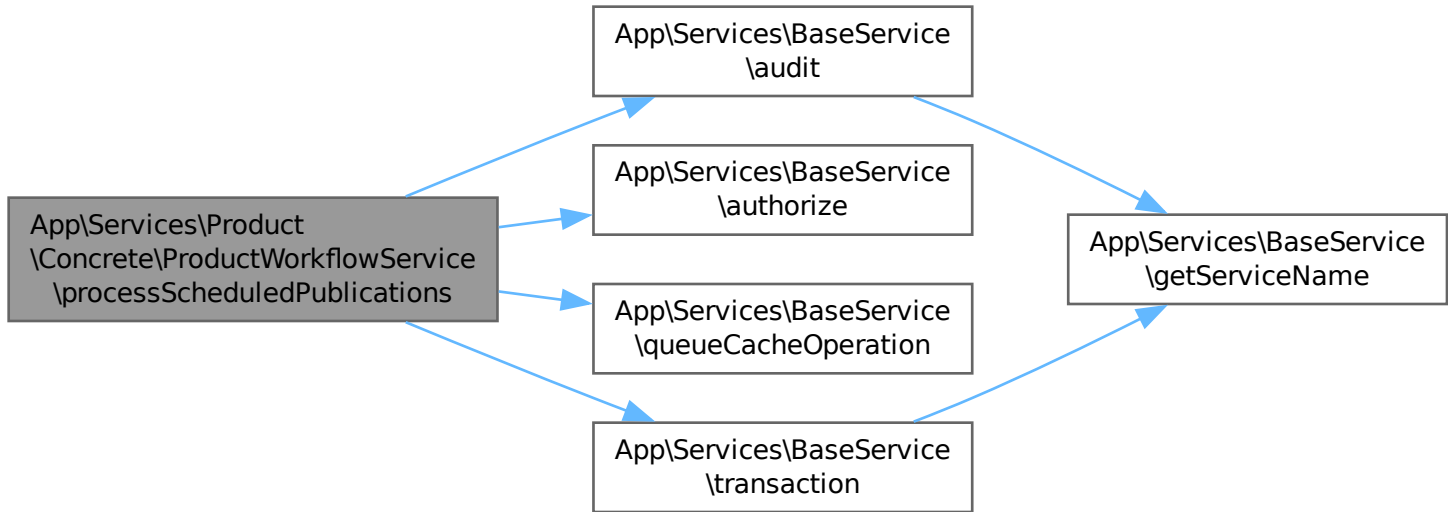 App\Services\Product
\Concrete\ProductWorkflowService
\processScheduledPublications
App\Services\BaseService
\audit
App\Services\BaseService
\authorize
App\Services\BaseService
\queueCacheOperation
App\Services\BaseService
\transaction
App\Services\BaseService
\getServiceName